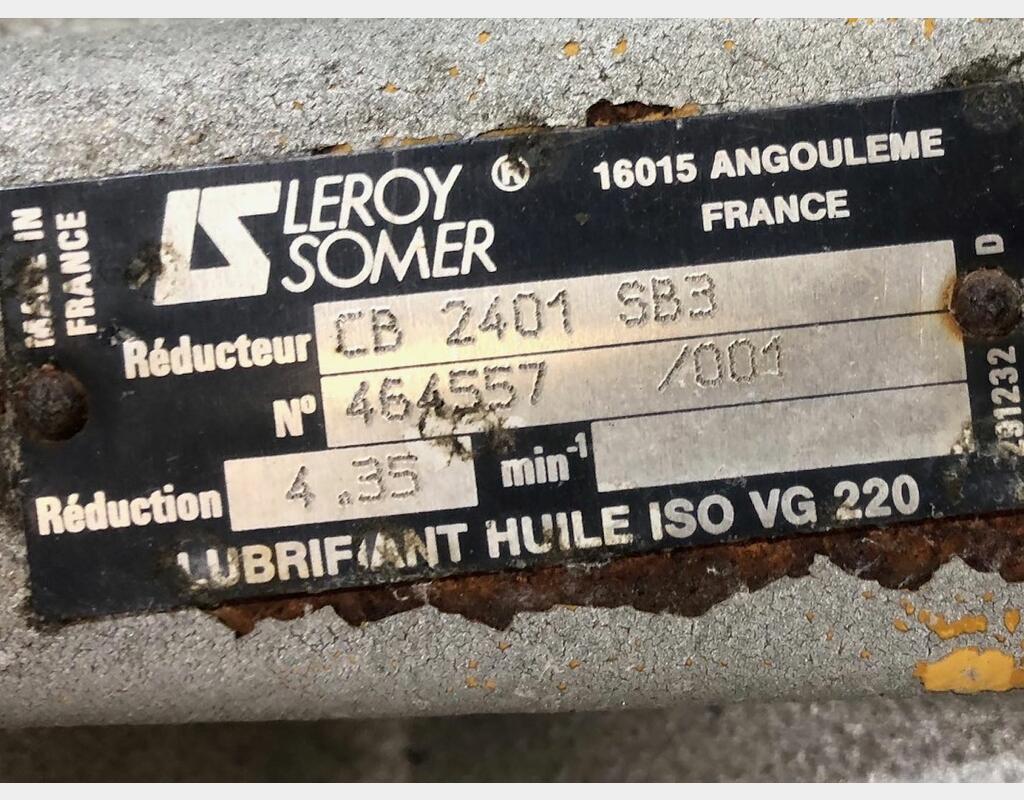 MADE IN
FRANCE
LEROY ®
SOMER
16015 ANGOULEME
FRANCE
Réducteur CB 2401 SB3
Nº 464557 /001
Réduction 4.35 min-1
LUBRIFIANT HUILE ISO VG 220
D